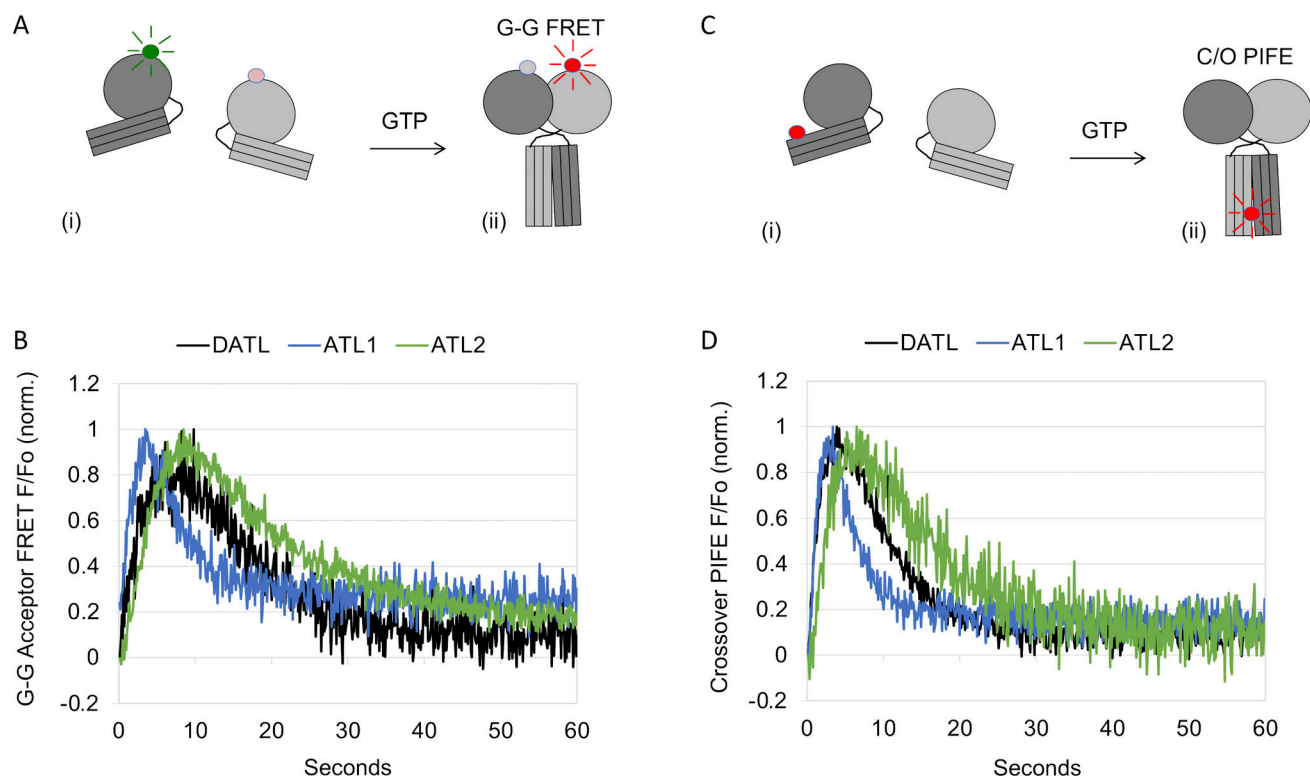 A
G-G FRET
GTP
(i)
(ii)
C
C/O PIFE
GTP
(i)
(ii)
B
DATL ATL1 ATL2
G-G Acceptor FRET F/Fo (norm.)
1.2
1
0.8
0.6
0.4
0.2
0
-0.2
0 10 20 30 40 50 60
Seconds
D
DATL ATL1 ATL2
Crossover PIFE F/Fo (norm.)
1.2
1
0.8
0.6
0.4
0.2
0
-0.2
0 10 20 30 40 50 60
Seconds